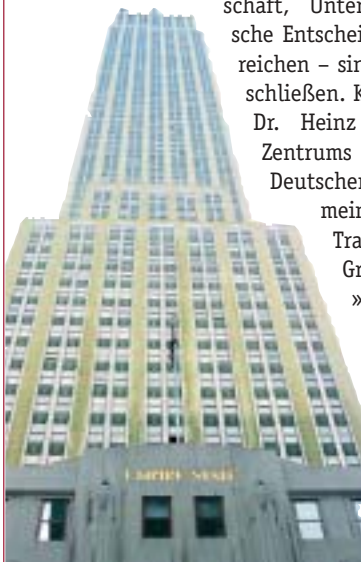 schaft, Unter
sche Entschei
reichen – sin
schließen. K
Dr. Heinz
Zentrums
Deutscher
mein
Tra
Gr
»
EMPIRE STATE